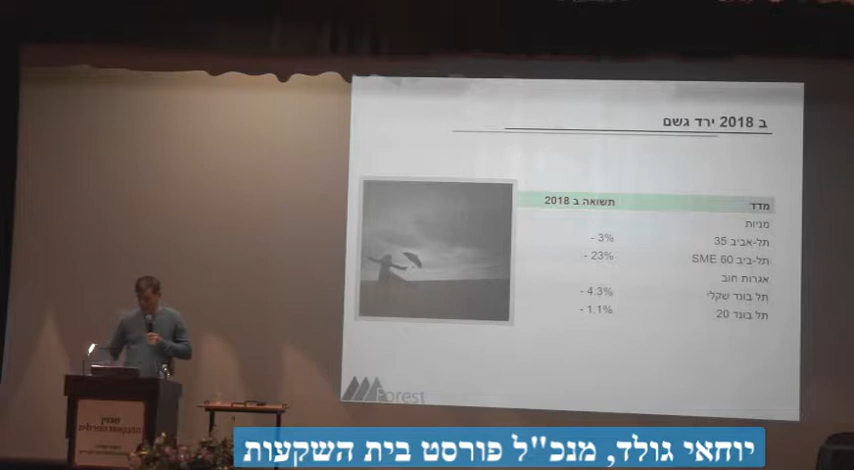 ב 2018 ירד גשם
מדד תשואה ב 2018
מניות
תל-אביב 35 - 3%
תל-ביב SME 60 - 23%
אגרות חוב
תל בונד שקלי - 4.3%
תל בונד 20 - 1.1%
Forest
יוחאי גולד, מנכ"ל פורסט בית השקעות